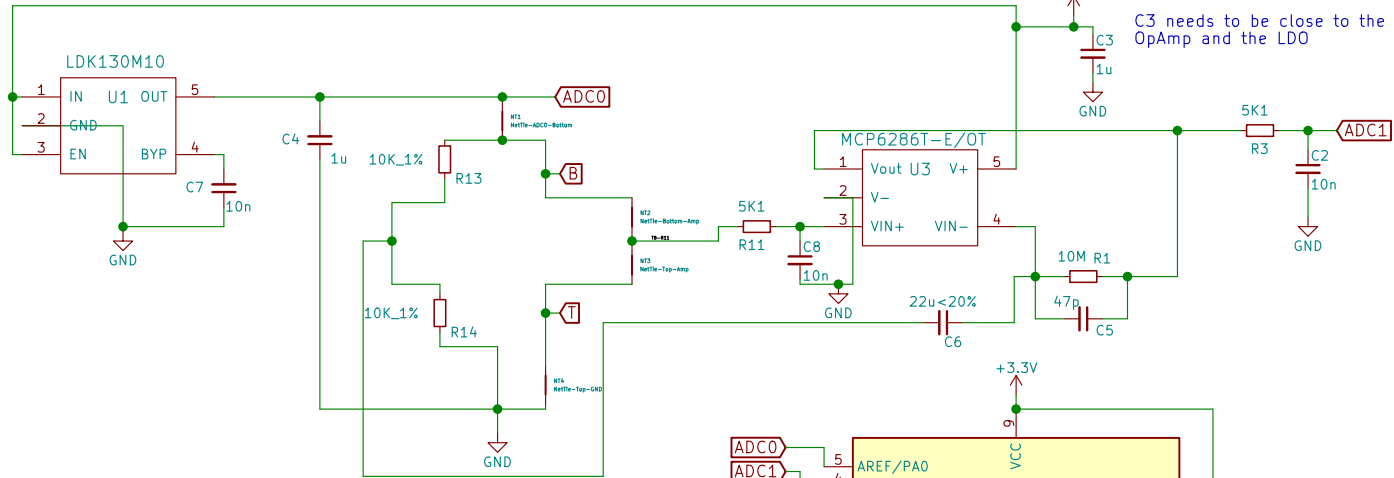 C3 needs to be close to the
OpAmp and the LDO
C3
1u
GND
LDK130M10
1
IN
U1
OUT
5
2
GND
3
EN
BYP
4
C7
10n
GND
C4
1u
ADC0
NT1
NetTie-ADC0-Bottom
10K_1%
R13
B
NT2
NetTie-Bottom-Amp
TB-R11
NT3
NetTie-Top-Amp
10K_1%
R14
T
NT4
NetTie-Top-GND
GND
5K1
R11
C8
10n
GND
MCP6286T-E/OT
1
Vout
U3
V+
5
2
V-
3
VIN+
VIN-
4
5K1
R3
ADC1
C2
10n
GND
10M
R1
47p
C5
22u<20%
C6
+3.3V
9
VCC
ADC0
5
AREF/PA0
ADC1